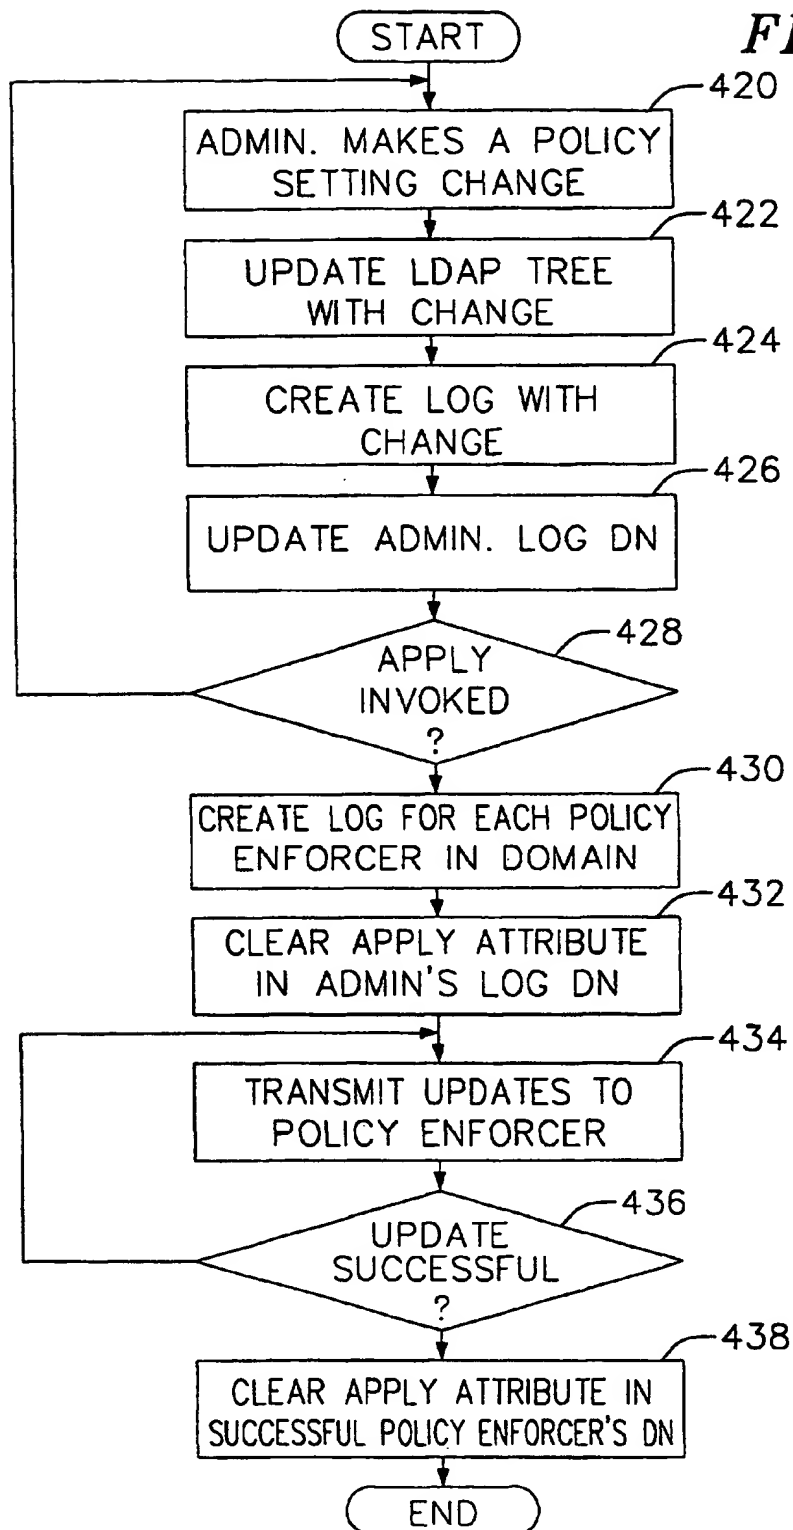 START
420
ADMIN. MAKES A POLICY
SETTING CHANGE
422
UPDATE LDAP TREE
WITH CHANGE
424
CREATE LOG WITH
CHANGE
426
UPDATE ADMIN. LOG DN
428
APPLY
INVOKED
?
430
CREATE LOG FOR EACH POLICY
ENFORCER IN DOMAIN
432
CLEAR APPLY ATTRIBUTE
IN ADMIN'S LOG DN
434
TRANSMIT UPDATES TO
POLICY ENFORCER
436
UPDATE
SUCCESSFUL
?
438
CLEAR APPLY ATTRIBUTE IN
SUCCESSFUL POLICY ENFORCER'S DN
END